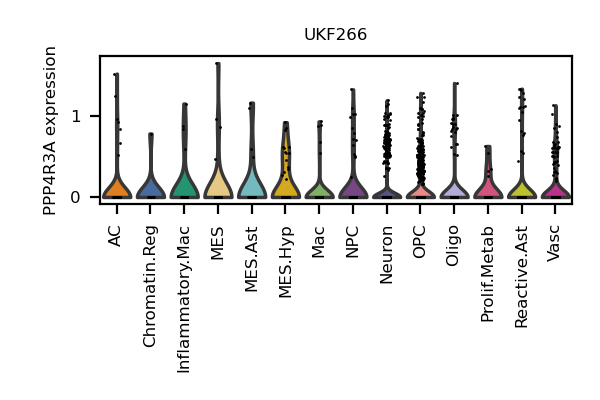 UKF266
PPP4R3A expression
1
0
AC
Chromatin.Reg
Inflammatory.Mac
MES
MES.Ast
MES.Hyp
Mac
NPC
Neuron
OPC
Oligo
Prolif.Metab
Reactive.Ast
Vasc